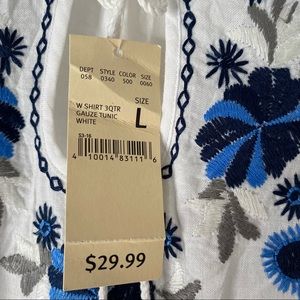 DEPT STYLE COLOR SIZE
058 0340 500 0060
W SHIRT 3QTR
GAUZE TUNIC
WHITE
SIZE
L
S3-16
4 10014 83111 6
$29.99